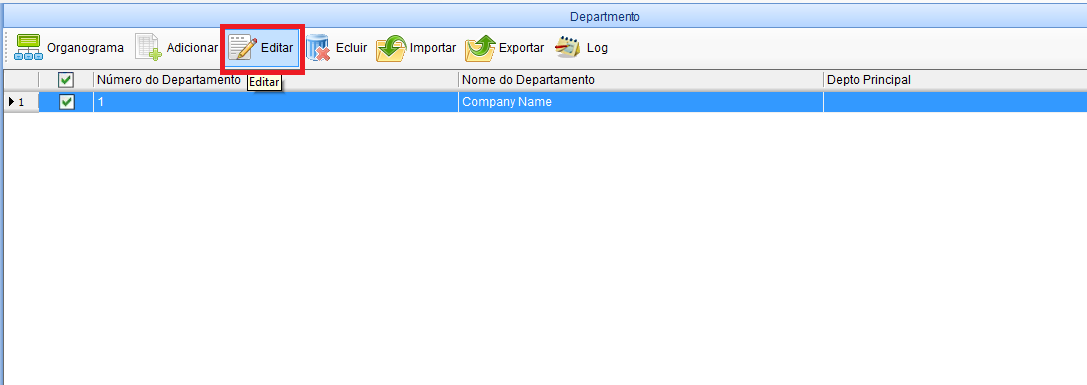 Departmento
Organograma Adicionar Editar Ecluir Importar Exportar Log
Número do Departamento Nome do Departamento Depto Principal
Editar
1 1 Company Name